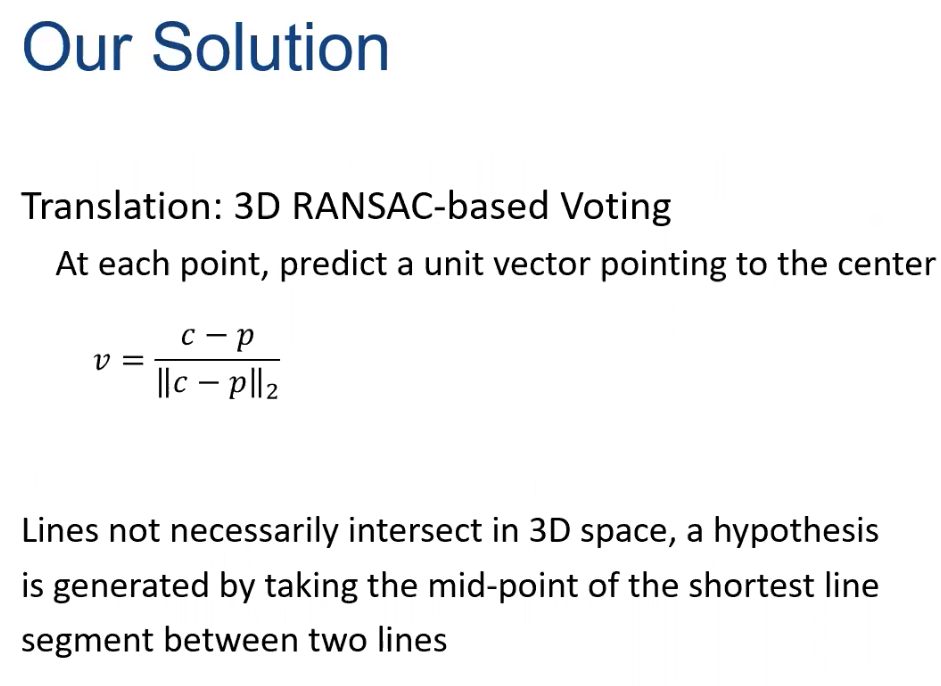 Our Solution
Translation: 3D RANSAC-based Voting
At each point, predict a unit vector pointing to the center
v = \frac{c - p}{\|c - p\|_2}
Lines not necessarily intersect in 3D space, a hypothesis
is generated by taking the mid-point of the shortest line
segment between two lines